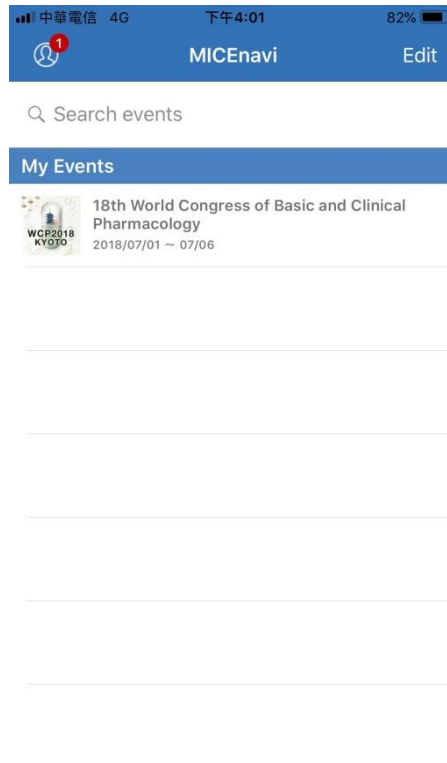 中華電信 4G 下午4:01 82%
1
MICEnavi Edit
Search events
My Events
18th World Congress of Basic and Clinical
Pharmacology
2018/07/01 ~ 07/06
WCP2018
KYOTO